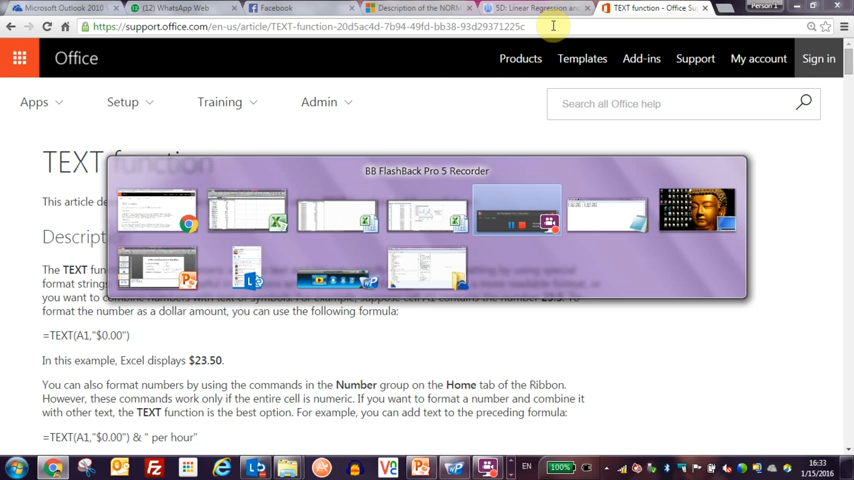 Microsoft Outlook 2010
(12) WhatsApp Web
Facebook
Description of the NORM
5D: Linear Regression an
TEXT function - Office Su
Person 1
https://support.office.com/en-us/article/TEXT-function-20d5ac4d-7b94-49fd-bb38-93d29371225c
Office
Products
Templates
Add-ins
Support
My account
Sign in
Apps
Setup
Training
Admin
Search all Office help
TEXT function
BB FlashBack Pro 5 Recorder
This article de
Descript
The TEXT fun
format string
you want to
format the number as a dollar amount, you can use the following formula:
=TEXT(A1,"$0.00")
In this example, Excel displays $23.50.
You can also format numbers by using the commands in the Number group on the Home tab of the Ribbon.
However, these commands work only if the entire cell is numeric. If you want to format a number and combine it
with other text, the TEXT function is the best option. For example, you can add text to the preceding formula:
=TEXT(A1,"$0.00") & " per hour"
EN
100%
16:33
1/15/2016